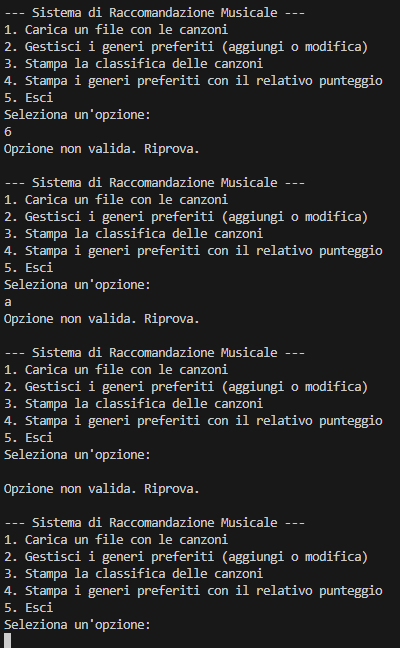 --- Sistema di Raccomandazione Musicale ---
1. Carica un file con le canzoni
2. Gestisci i generi preferiti (aggiungi o modifica)
3. Stampa la classifica delle canzoni
4. Stampa i generi preferiti con il relativo punteggio
5. Esci
Seleziona un'opzione:
6
Opzione non valida. Riprova.

--- Sistema di Raccomandazione Musicale ---
1. Carica un file con le canzoni
2. Gestisci i generi preferiti (aggiungi o modifica)
3. Stampa la classifica delle canzoni
4. Stampa i generi preferiti con il relativo punteggio
5. Esci
Seleziona un'opzione:
a
Opzione non valida. Riprova.

--- Sistema di Raccomandazione Musicale ---
1. Carica un file con le canzoni
2. Gestisci i generi preferiti (aggiungi o modifica)
3. Stampa la classifica delle canzoni
4. Stampa i generi preferiti con il relativo punteggio
5. Esci
Seleziona un'opzione:

Opzione non valida. Riprova.

--- Sistema di Raccomandazione Musicale ---
1. Carica un file con le canzoni
2. Gestisci i generi preferiti (aggiungi o modifica)
3. Stampa la classifica delle canzoni
4. Stampa i generi preferiti con il relativo punteggio
5. Esci
Seleziona un'opzione: